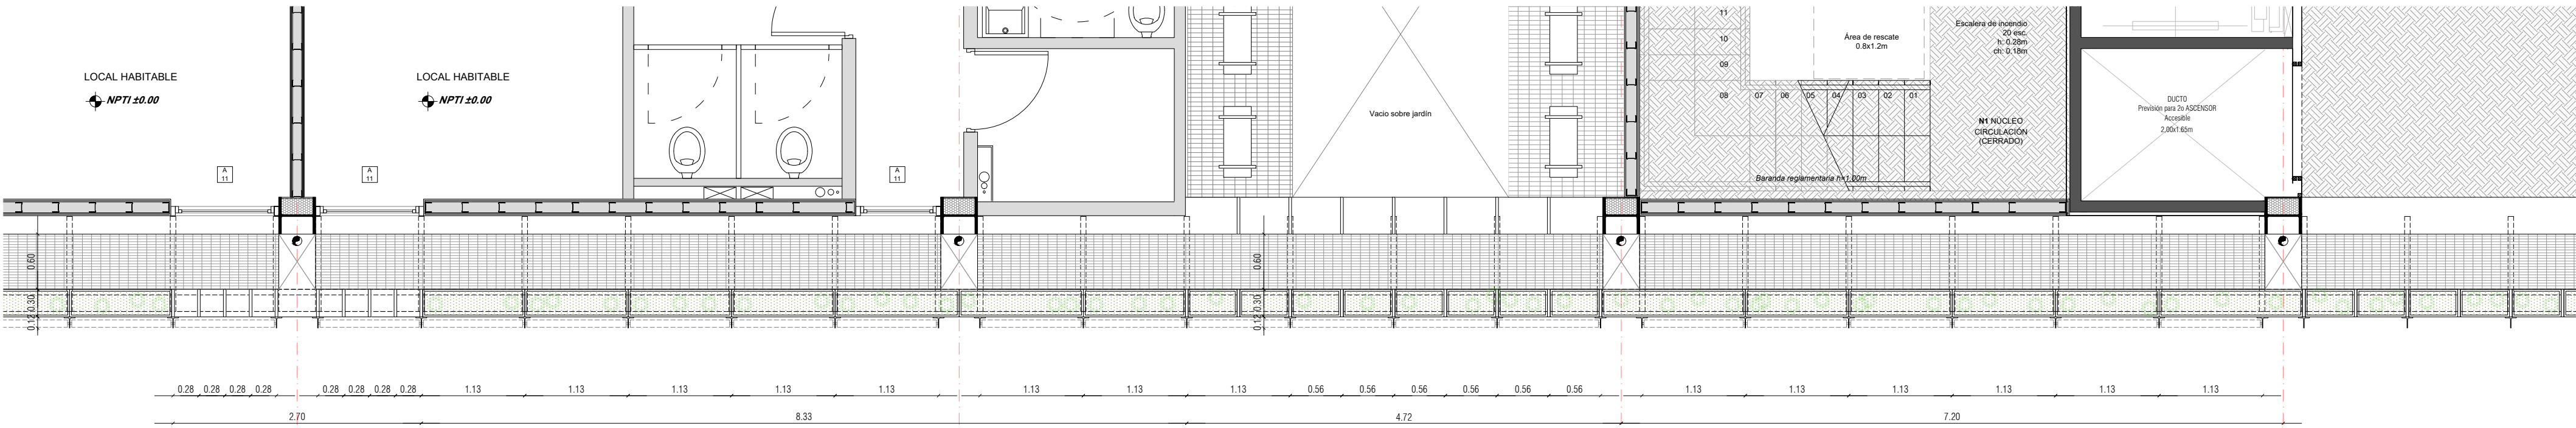 LOCAL HABITABLE
NPTI ±0.00
A
11
LOCAL HABITABLE
NPTI ±0.00
A
11
A
11
Vacio sobre jardín
11
10
09
08
07
06
05
04
03
02
01
Área de rescate
0.8x1.2m
Escalera de incendio
20 esc.
h: 0.28m
ch: 0.18m
N1 NÚCLEO
CIRCULACIÓN
(CERRADO)
Baranda reglamentaria h=1.00m
DUCTO
Previsión para 2o ASCENSOR
Accesible
2,00x1.65m
0.60
0.30
0.12
0.60
0.30
0.12
0.28 0.28 0.28 0.28 0.28 0.28 0.28 0.28 1.13 1.13 1.13 1.13 1.13 1.13 1.13 1.13 0.56 0.56 0.56 0.56 0.56 0.56 1.13 1.13 1.13 1.13 1.13 1.13
2.70 8.33 4.72 7.20